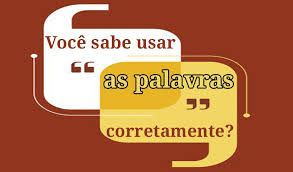 Você sabe usar
❝
as palavras
❞
corretamente?